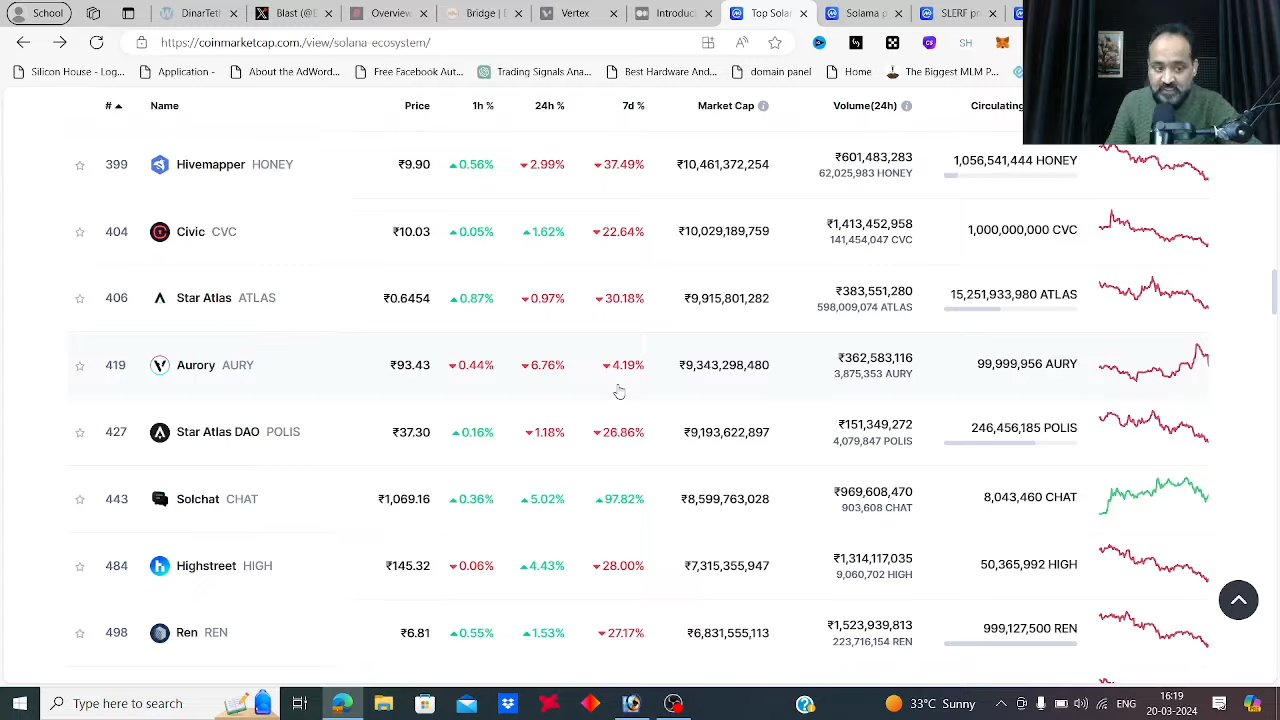 WinarTech
Blast (@E
Overview
Bridge | E
Vertex
Introduc
Top Sola
Solana p
SLERF pr
https://coinmarketcap.com./view/solana-ecosystem/
SH
Silicon House - Log...
Application -
About the AdWord...
Free Facebook Aut...
Trading Signals Ana...
Best Hardware And...
domain panel
Home
The Fastest MLM P...
# Name Price 1h % 24h % 7d % Market Cap Volume(24h) Circulating
399 Hivemapper HONEY ₹9.90 0.56% 2.99% 37.49% ₹10,461,372,254 ₹601,483,283 1,056,541,444 HONEY
62,025,983 HONEY
404 Civic CVC ₹10.03 0.05% 1.62% 22.64% ₹10,029,189,759 ₹1,413,452,958 1,000,000,000 CVC
141,454,047 CVC
406 Star Atlas ATLAS ₹0.6454 0.87% 0.97% 30.18% ₹9,915,801,282 ₹383,551,280 15,251,933,980 ATLAS
598,009,074 ATLAS
419 Aurory AURY ₹93.43 0.44% 6.76% 4.19% ₹9,343,298,480 ₹362,583,116 99,999,956 AURY
3,875,353 AURY
427 Star Atlas DAO POLIS ₹37.30 0.16% 1.18% 26.86% ₹9,193,622,897 ₹151,349,272 246,456,185 POLIS
4,079,847 POLIS
443 Solchat CHAT ₹1,069.16 0.36% 5.02% 97.82% ₹8,599,763,028 ₹969,608,470 8,043,460 CHAT
903,608 CHAT
484 Highstreet HIGH ₹145.32 0.06% 4.43% 28.00% ₹7,315,355,947 ₹1,314,117,035 50,365,992 HIGH
9,060,702 HIGH
498 Ren REN ₹6.81 0.55% 1.53% 27.17% ₹6,831,555,113 ₹1,523,939,813 999,127,500 REN
223,716,154 REN
Type here to search
33°C Sunny
16:19
20-03-2024